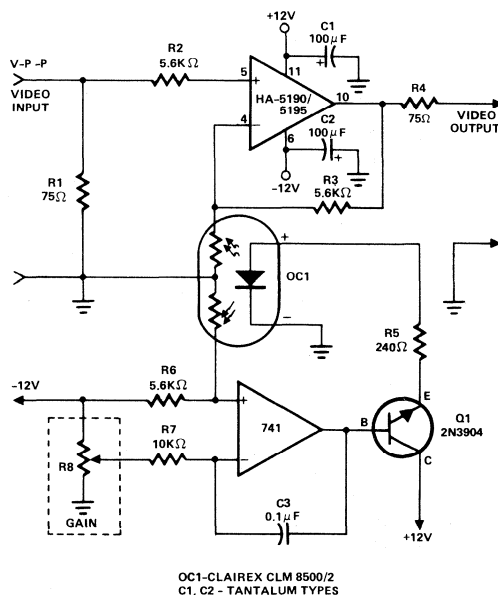 +12V
C1
100μF
+
V-P-P
VIDEO
INPUT
R2
5.6KΩ
5
+
11
HA-5190/
5195
10
R4
75Ω
VIDEO
OUTPUT
4
−
6
C2
100μF
+
−12V
R1
75Ω
R3
5.6KΩ
+
OC1
−
R5
240Ω
−12V
R6
5.6KΩ
+
741
−
R7
10KΩ
R8
GAIN
C3
0.1μF
B
E
C
Q1
2N3904
+12V
OC1–CLAIREX CLM 8500/2
C1, C2 – TANTALUM TYPES